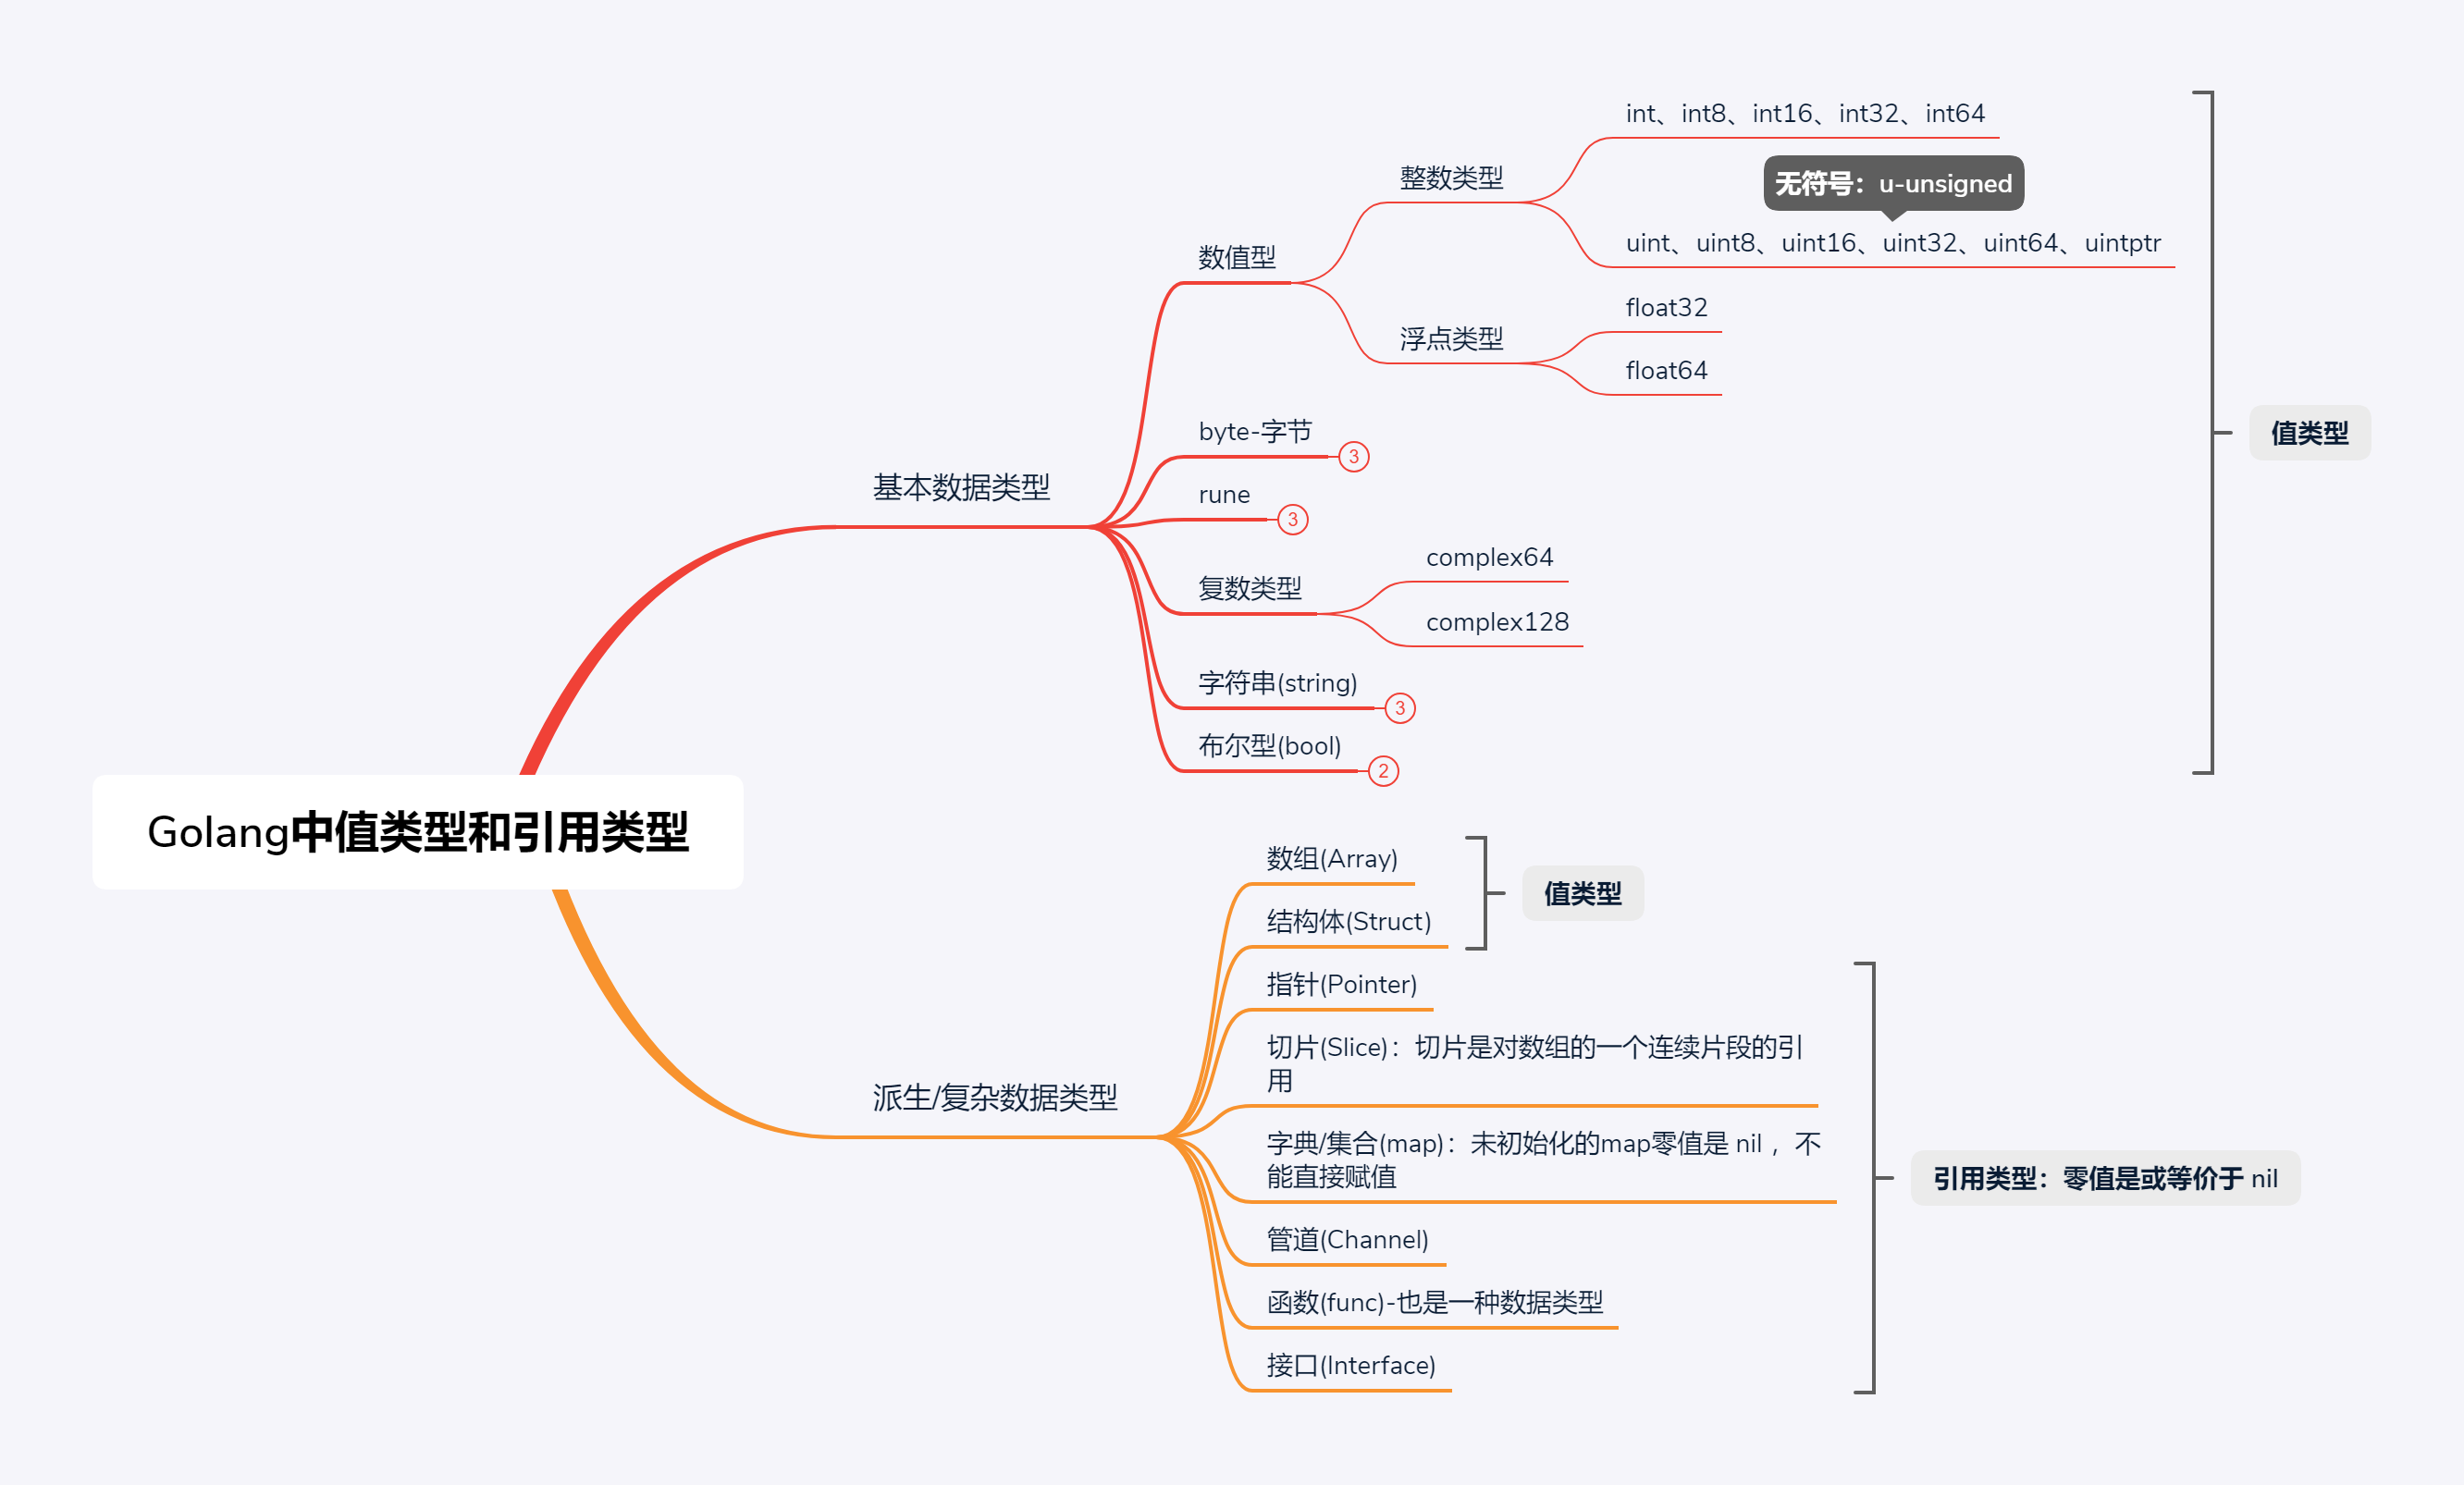 Golang中值类型和引用类型
基本数据类型
数值型
整数类型
int、int8、int16、int32、int64
无符号：u-unsigned
uint、uint8、uint16、uint32、uint64、uintptr
浮点类型
float32
float64
byte-字节
3
rune
3
复数类型
complex64
complex128
字符串(string)
3
布尔型(bool)
2
值类型
派生/复杂数据类型
数组(Array)
结构体(Struct)
值类型
指针(Pointer)
切片(Slice)：切片是对数组的一个连续片段的引
用
字典/集合(map)：未初始化的map零值是 nil ，不
能直接赋值
管道(Channel)
函数(func)-也是一种数据类型
接口(Interface)
引用类型：零值是或等价于 nil